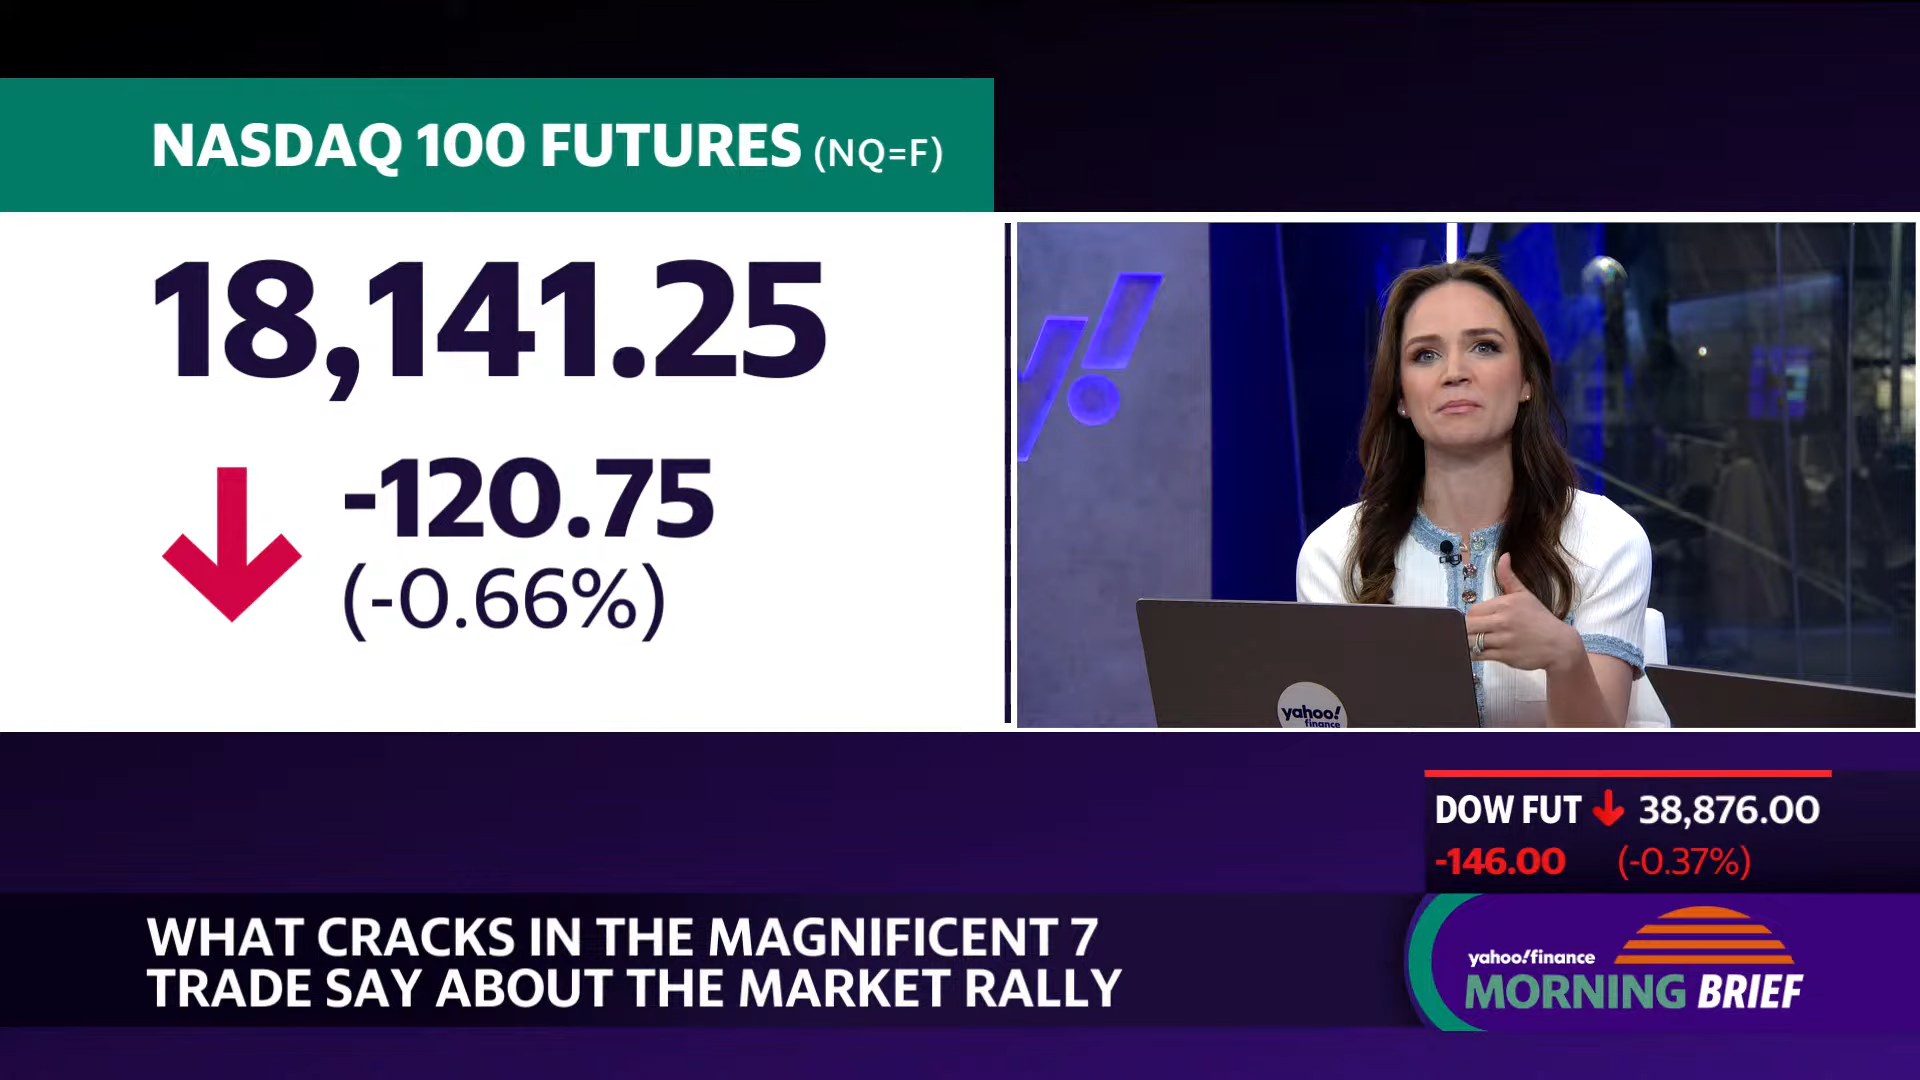 NASDAQ 100 FUTURES (NQ=F)
18,141.25
-120.75
(-0.66%)
y!
yahoo!
finance
DOW FUT 38,876.00
-146.00 (-0.37%)
WHAT CRACKS IN THE MAGNIFICENT 7
TRADE SAY ABOUT THE MARKET RALLY
yahoo!finance
MORNING BRIEF